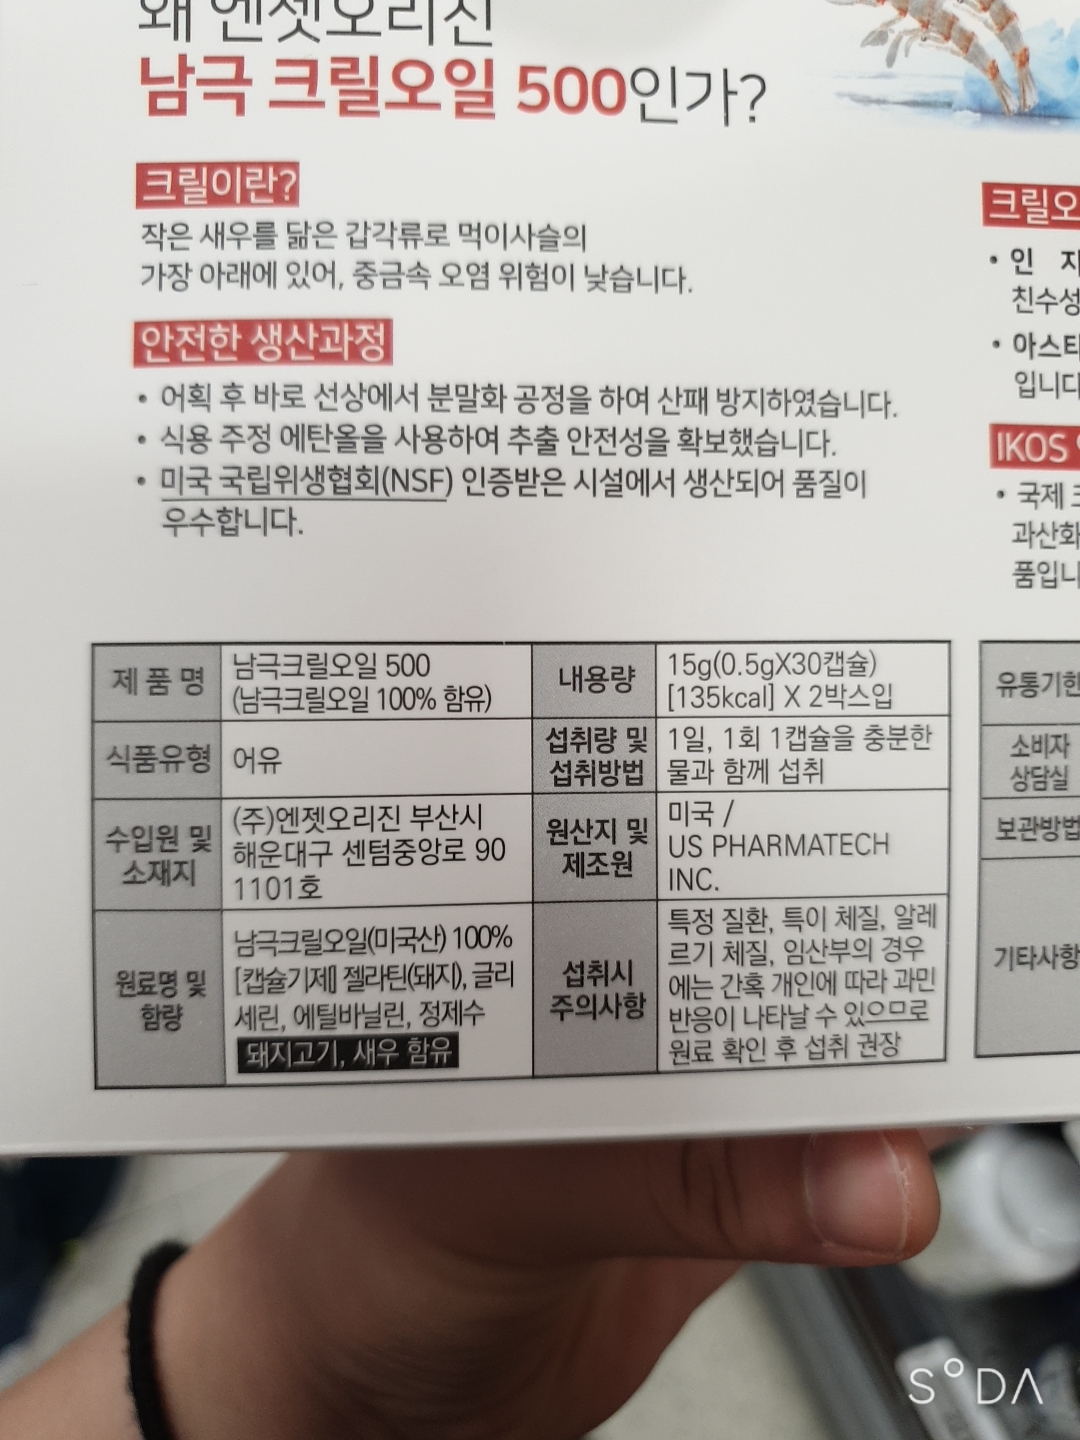 왜 엔젯오리진
남극 크릴오일 500인가?
크릴이란?
작은 새우를 닮은 갑각류로 먹이사슬의
가장 아래에 있어, 중금속 오염 위험이 낮습니다.
안전한 생산과정
• 어획 후 바로 선상에서 분말화 공정을 하여 산패 방지하였습니다.
• 식용 주정 에탄올을 사용하여 추출 안전성을 확보했습니다.
• 미국 국립위생협회(NSF) 인증받은 시설에서 생산되어 품질이
우수합니다.
크릴오
• 인 지
친수성
• 아스타
입니다
IKOS
• 국제
과산화
품입니
제 품 명
남극크릴오일 500
(남극크릴오일 100% 함유)
내용량
15g(0.5gX30캡슐)
[135kcal] X 2박스입
식품유형
어유
섭취량 및
섭취방법
1일, 1회 1캡슐을 충분한
물과 함께 섭취
수입원 및
소재지
(주)엔젯오리진 부산시
해운대구 센텀중앙로 90
1101호
원산지 및
제조원
미국 /
US PHARMATECH
INC.
원료명 및
함량
남극크릴오일(미국산) 100%
[캡슐기제] 젤라틴(돼지), 글리
세린, 에틸바닐린, 정제수
돼지고기, 새우 함유
섭취시
주의사항
특정 질환, 특이 체질, 알레
르기 체질, 임산부의 경우
에는 간혹 개인에 따라 과민
반응이 나타날 수 있으므로
원료 확인 후 섭취 권장
유통기한
소비자
상담실
보관방법
기타사항
SODA